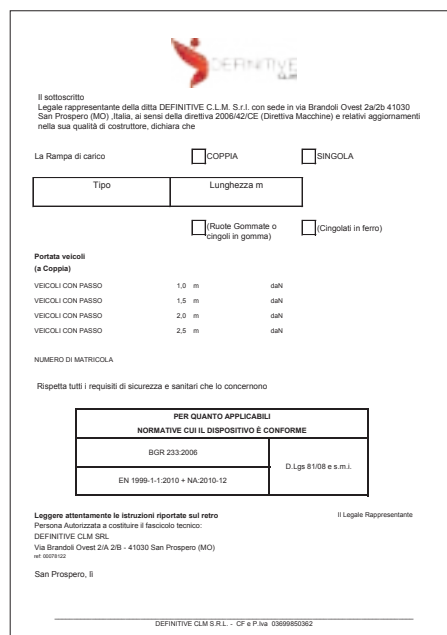 DEFINITIVE
CLM
Il sottoscritto
Legale rappresentante della ditta DEFINITIVE C.L.M. S.r.l. con sede in via Brandoli Ovest 2a/2b 41030
San Prospero (MO) ,Italia, ai sensi della direttiva 2006/42/CE (Direttiva Macchine) e relativi aggiornamenti
nella sua qualità di costruttore, dichiara che
La Rampa di carico COPPIA SINGOLA
Tipo Lunghezza m
(Ruote Gommate o (Cingolati in ferro)
cingoli in gomma)
Portata veicoli
(a Coppia)
VEICOLI CON PASSO 1,0 m daN
VEICOLI CON PASSO 1,5 m daN
VEICOLI CON PASSO 2,0 m daN
VEICOLI CON PASSO 2,5 m daN
NUMERO DI MATRICOLA
Rispetta tutti i requisiti di sicurezza e sanitari che lo concernono
PER QUANTO APPLICABILI
NORMATIVE CUI IL DISPOSITIVO È CONFORME
BGR 233:2006
D.Lgs 81/08 e s.m.i.
EN 1999-1-1:2010 + NA:2010-12
Leggere attentamente le istruzioni riportate sul retro Il Legale Rappresentante
Persona Autorizzata a costituire il fascicolo tecnico:
DEFINITIVE CLM SRL
Via Brandoli Ovest 2/A 2/B - 41030 San Prospero (MO)
ref 00078122
San Prospero, lì
DEFINITIVE CLM S.R.L. - CF e P.Iva 03699850362